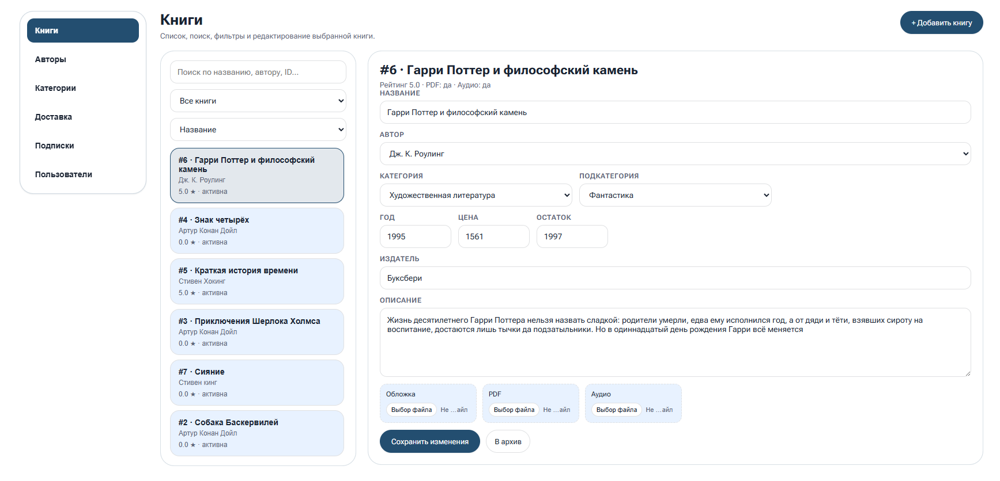 Книги
Авторы
Категории
Доставка
Подписки
Пользователи
Книги
Список, поиск, фильтры и редактирование выбранной книги.
+ Добавить книгу
Поиск по названию, автору, ID...
Все книги
Название
#6 · Гарри Поттер и философский
камень
Дж. К. Роулинг
5.0 ★ · активна
#4 · Знак четырёх
Артур Конан Дойл
0.0 ★ · активна
#5 · Краткая история времени
Стивен Хокинг
5.0 ★ · активна
#3 · Приключения Шерлока Холмса
Артур Конан Дойл
0.0 ★ · активна
#7 · Сияние
Стивен кинг
0.0 ★ · активна
#2 · Собака Баскервилей
Артур Конан Дойл
0.0 ★ · активна
#6 · Гарри Поттер и философский камень
Рейтинг 5.0 · PDF: да · Аудио: да
НАЗВАНИЕ
Гарри Поттер и философский камень
АВТОР
Дж. К. Роулинг
КАТЕГОРИЯ ПОДКАТЕГОРИЯ
Художественная литература Фантастика
ГОД ЦЕНА ОСТАТОК
1995 1561 1997
ИЗДАТЕЛЬ
Буксбери
ОПИСАНИЕ
Жизнь десятилетнего Гарри Поттера нельзя назвать сладкой: родители умерли, едва ему исполнился год, а от дяди и тёти, взявших сироту на
воспитание, достаются лишь тычки да подзатыльники. Но в одиннадцатый день рождения Гарри всё меняется
Обложка PDF Аудио
Выбор файла Не ...айл Выбор файла Не ...айл Выбор файла Не ...айл
Сохранить изменения В архив